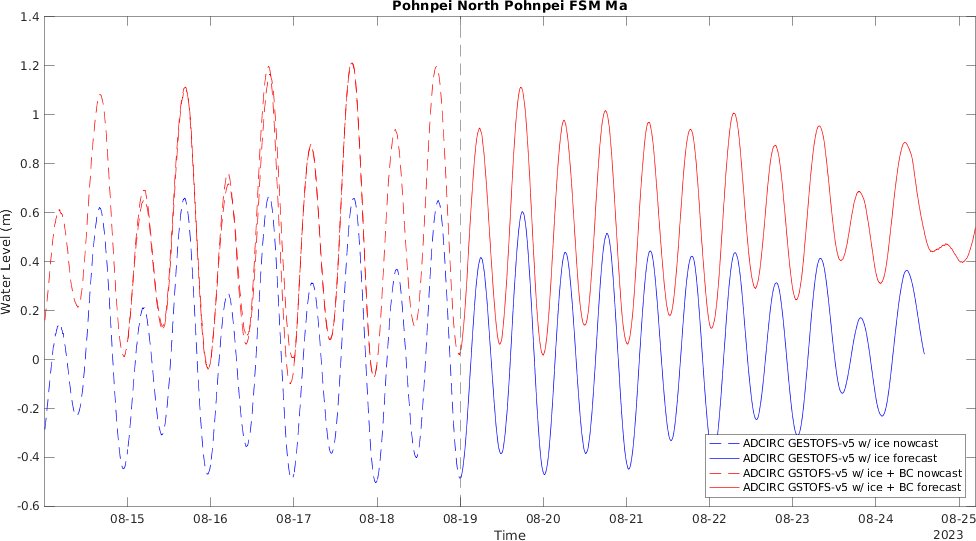 Pohnpei North Pohnpei FSM Ma
1.4
1.2
1
0.8
0.6
0.4
0.2
0
-0.2
-0.4
-0.6
Water Level (m)
ADCIRC GESTOFS-v5 w/ ice nowcast
ADCIRC GESTOFS-v5 w/ ice forecast
ADCIRC GSTOFS-v5 w/ ice + BC nowcast
ADCIRC GSTOFS-v5 w/ ice + BC forecast
08-15 08-16 08-17 08-18 08-19 08-20 08-21 08-22 08-23 08-24 08-25
Time
2023